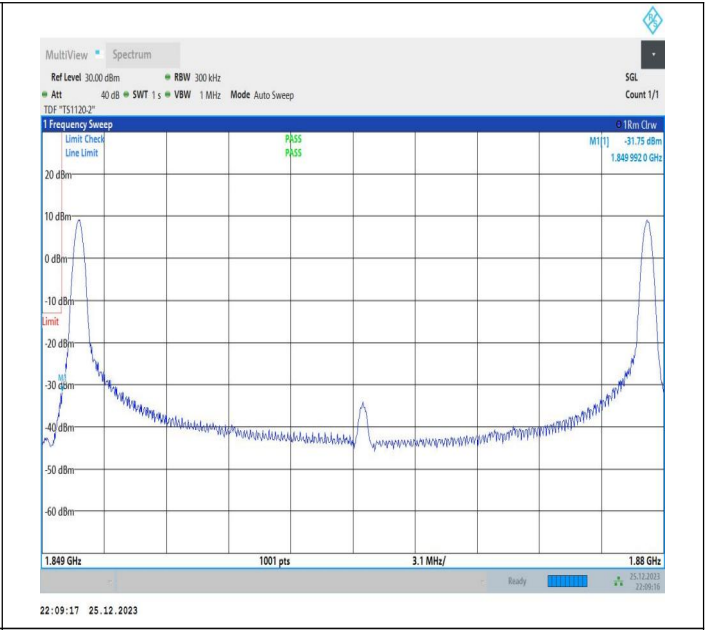 R&S
MultiView Spectrum
Ref Level 30.00 dBm RBW 300 kHz SGL
Att 40 dB SWT 1 s VBW 1 MHz Mode Auto Sweep Count 1/1
TDF "TS1120-2"
1 Frequency Sweep 1Rm Clrw
Limit Check PASS M1[1] -31.75 dBm
Line Limit PASS 1.849 992 0 GHz
20 dBm
10 dBm
0 dBm
-10 dBm
Limit
-20 dBm
M1
-30 dBm
-40 dBm
-50 dBm
-60 dBm
1.849 GHz 1001 pts 3.1 MHz/ 1.88 GHz
Ready 25.12.2023
22:09:16
22:09:17 25.12.2023